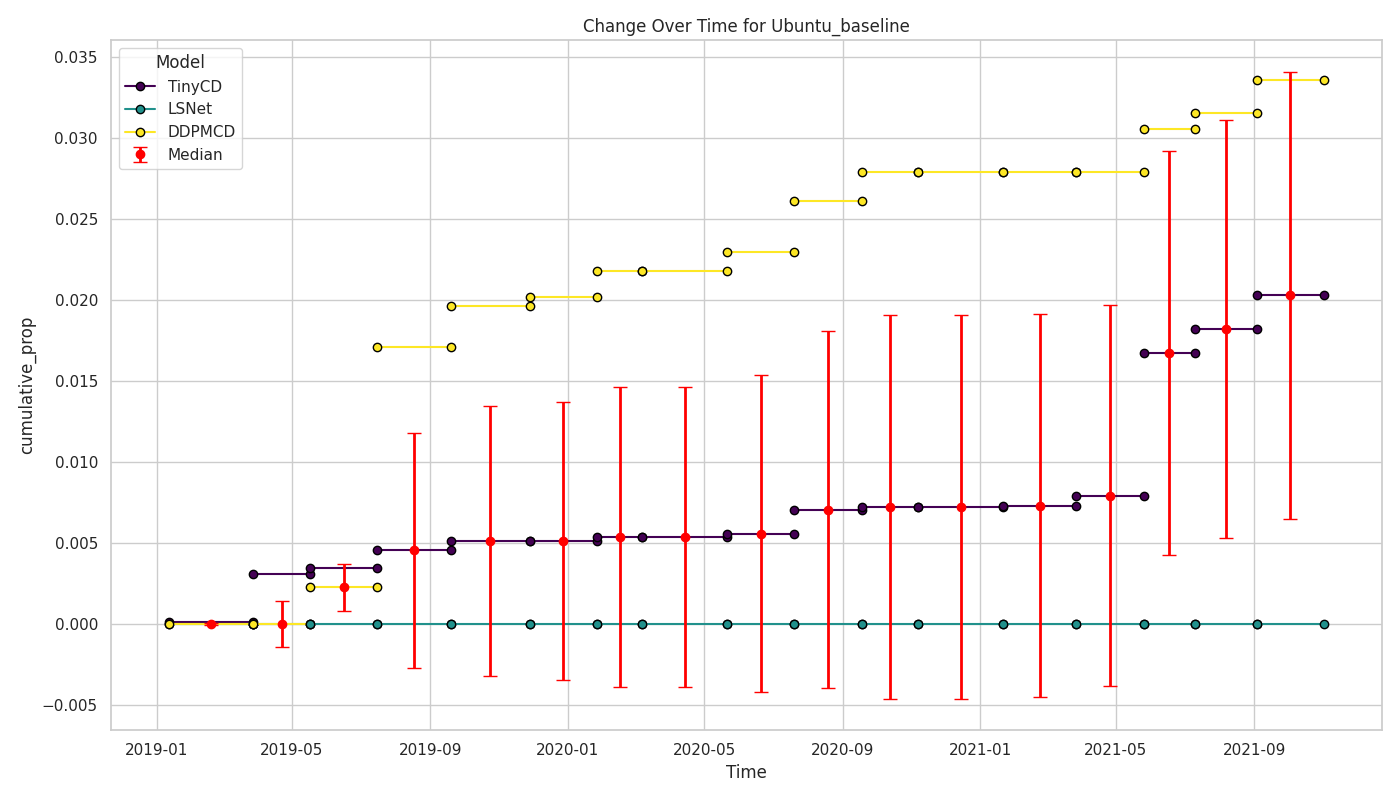 Change Over Time for Ubuntu_baseline
Model
TinyCD
LSNet
DDPMCD
Median
0.035
0.030
0.025
0.020
0.015
0.010
0.005
0.000
−0.005
cumulative_prop
2019-01
2019-05
2019-09
2020-01
2020-05
2020-09
2021-01
2021-05
2021-09
Time